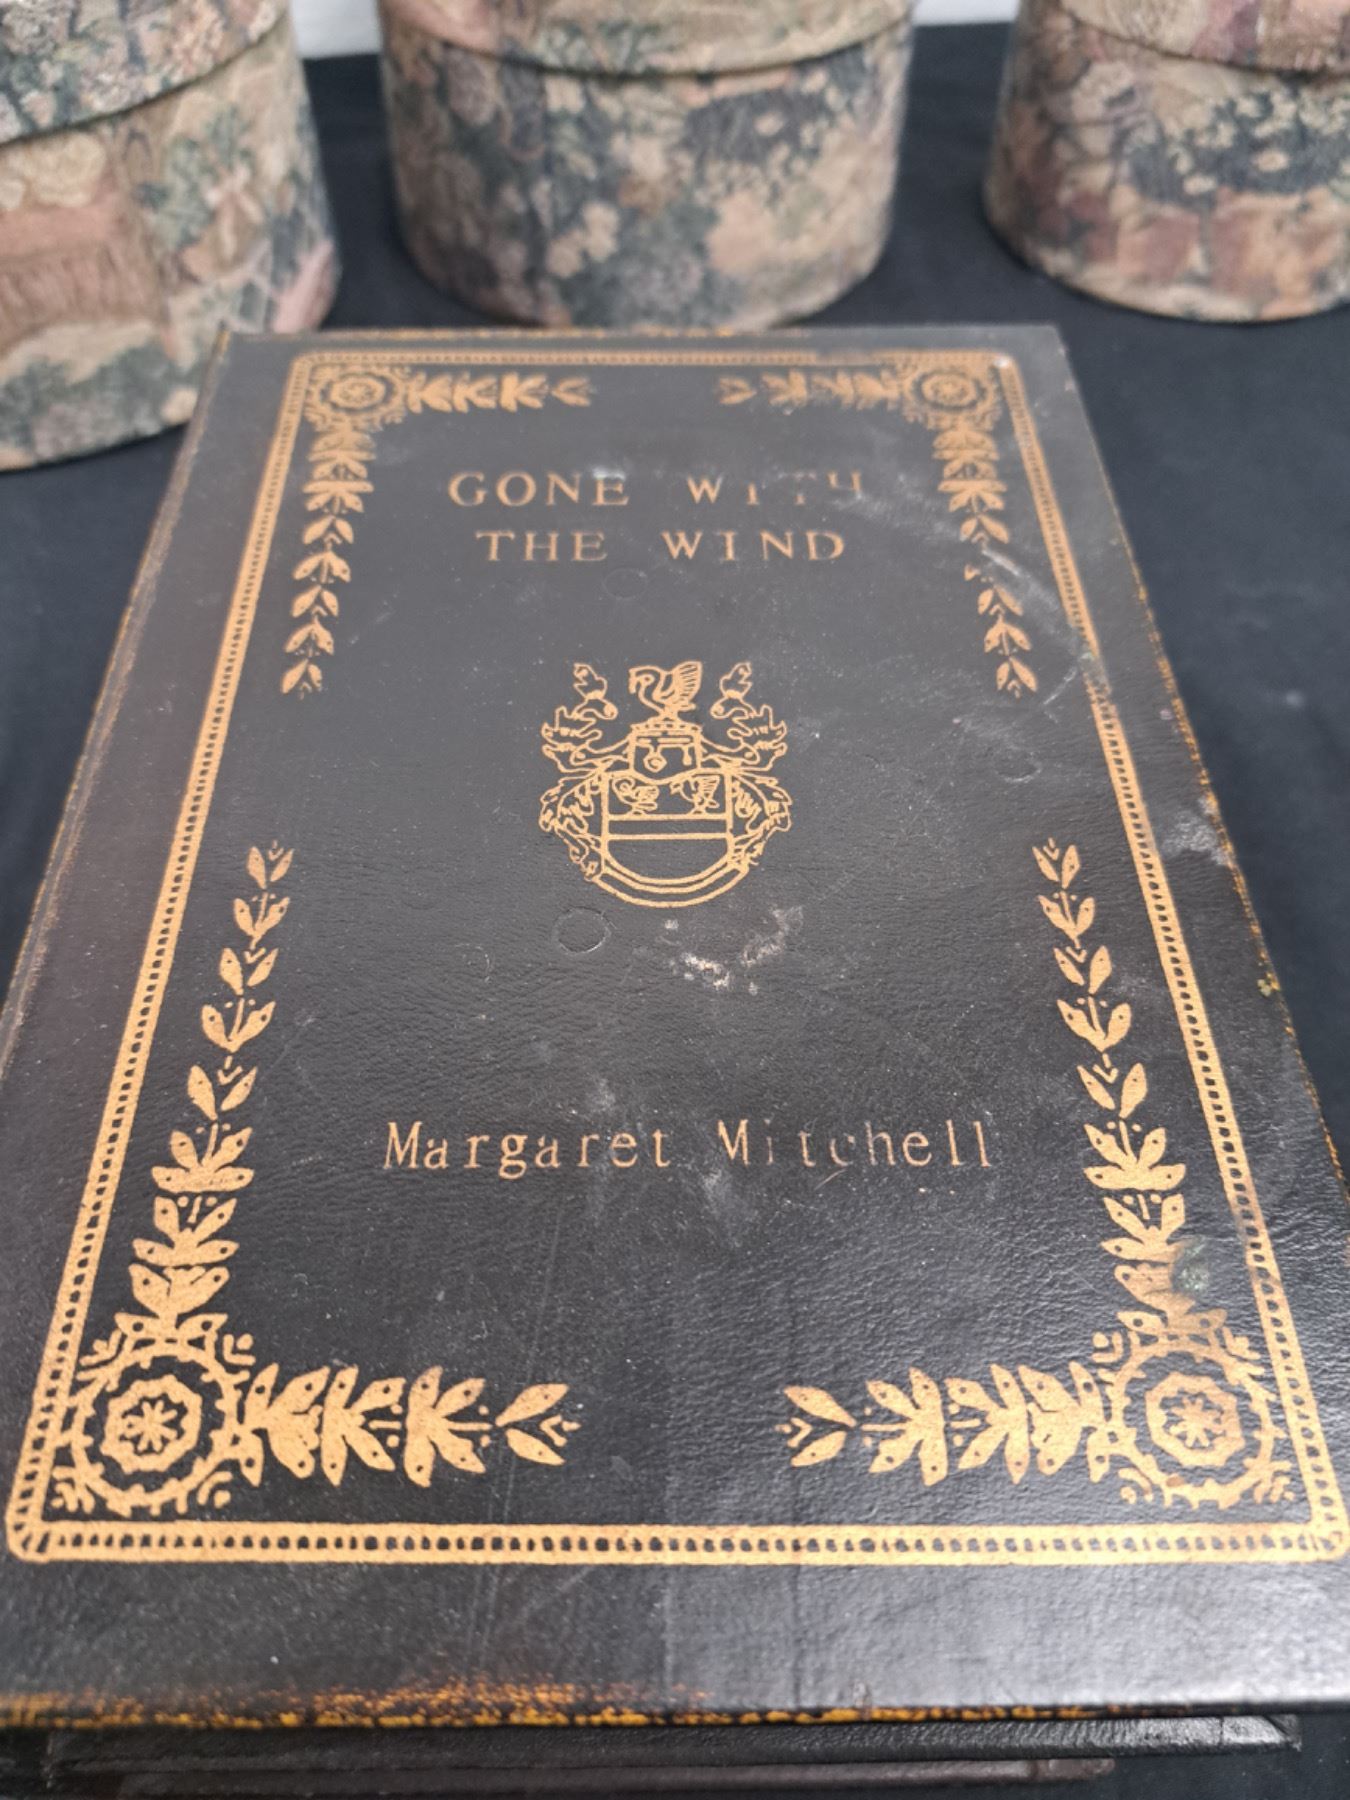 GONE WITH
THE WIND
Margaret Mitchell